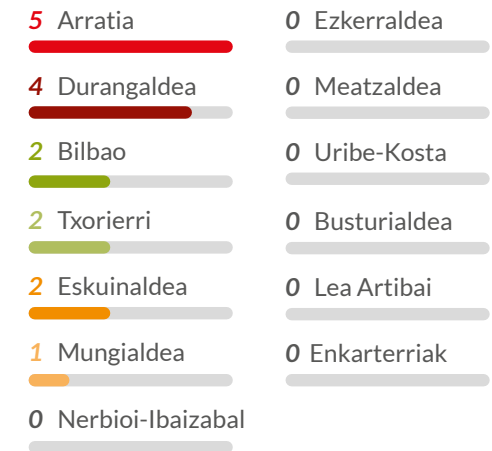 5 Arratia
4 Durangaldea
2 Bilbao
2 Txorierri
2 Eskuinaldea
1 Mungialdea
0 Nerbioi-Ibaizabal
0 Ezkerraldea
0 Meatzaldea
0 Uribe-Kosta
0 Busturialdea
0 Lea Artibai
0 Enkarterriak